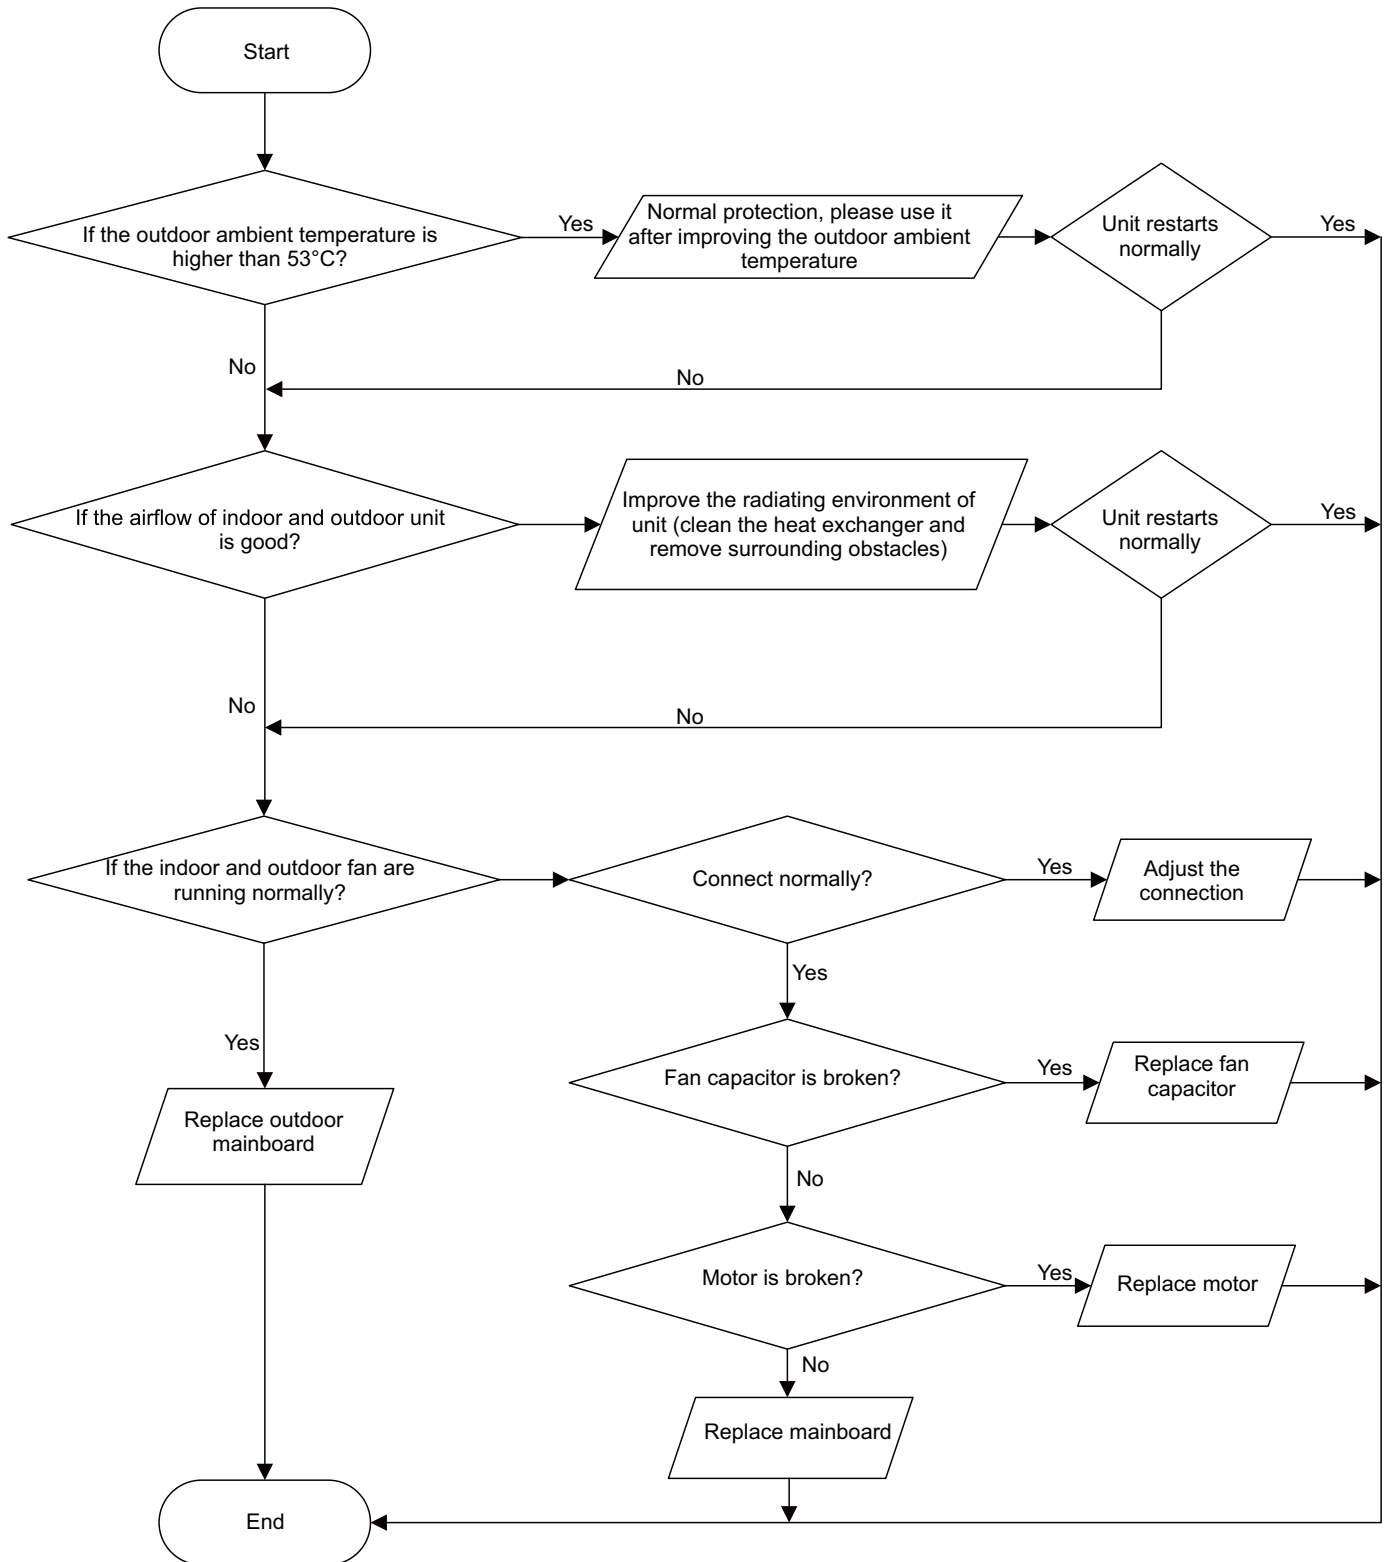 Start
If the outdoor ambient temperature is
higher than 53°C?
Yes
Normal protection, please use it
after improving the outdoor ambient
temperature
Unit restarts
normally
Yes
No
No
If the airflow of indoor and outdoor unit
is good?
Improve the radiating environment of
unit (clean the heat exchanger and
remove surrounding obstacles)
Unit restarts
normally
Yes
No
No
If the indoor and outdoor fan are
running normally?
Connect normally?
Yes
Adjust the
connection
Yes
Yes
Fan capacitor is broken?
Yes
Replace fan
capacitor
Replace outdoor
mainboard
No
Motor is broken?
Yes
Replace motor
No
Replace mainboard
End